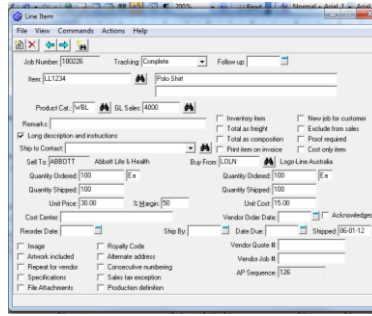 Line Item
File View Commands Actions Help
Job Number: 100226 Tracking: Complete Follow up:
Item: LL1234 Polo Shirt
Product Cat.: WBL GL Sales: 4000
Remarks:
Inventory item New job for customer
Total as freight Exclude from sales
Long description and instructions Total as composition Proof required
Ship to Contact: Print item on invoice Cost only item
Sell To: ABBOTT Abbott Life & Health Buy From: LOLN Logo-Line Australia
Quantity Ordered: 100 Ea Quantity Ordered: 100 Ea
Quantity Shipped: 100 Quantity Shipped: 100
Unit Price: 30.00 % Margin: 50 Unit Cost: 15.00
Cost Center: Vendor Order Date: Acknowledged
Reorder Date: Ship By: Date Due: Shipped: 06-01-12
Image Royalty Code Vendor Quote #:
Artwork included Alternate address Vendor Job #:
Repeat for vendor Consecutive numbering
Specifications Sales tax exception AP Sequence: 126
File Attachments Production definition